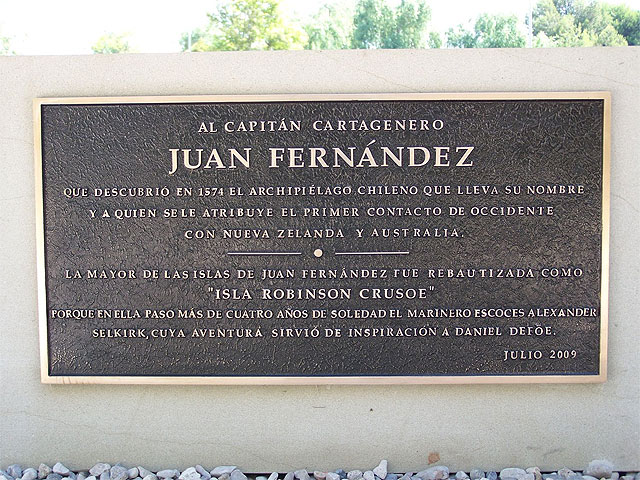 AL CAPITÁN CARTAGENERO
JUAN FERNÁNDEZ
QUE DESCUBRIÓ EN 1574 EL ARCHIPIÉLAGO CHILENO QUE LLEVA SU NOMBRE
Y A QUIEN SE LE ATRIBUYE EL PRIMER CONTACTO DE OCCIDENTE
CON NUEVA ZELANDA Y AUSTRALIA.
LA MAYOR DE LAS ISLAS DE JUAN FERNÁNDEZ FUE REBAUTIZADA COMO
"ISLA ROBINSON CRUSOE"
PORQUE EN ELLA PASO MÁS DE CUATRO AÑOS DE SOLEDAD EL MARINERO ESCOCES ALEXANDER
SELKIRK, CUYA AVENTURA SIRVIÓ DE INSPIRACIÓN A DANIEL DEFOE.
JULIO 2009